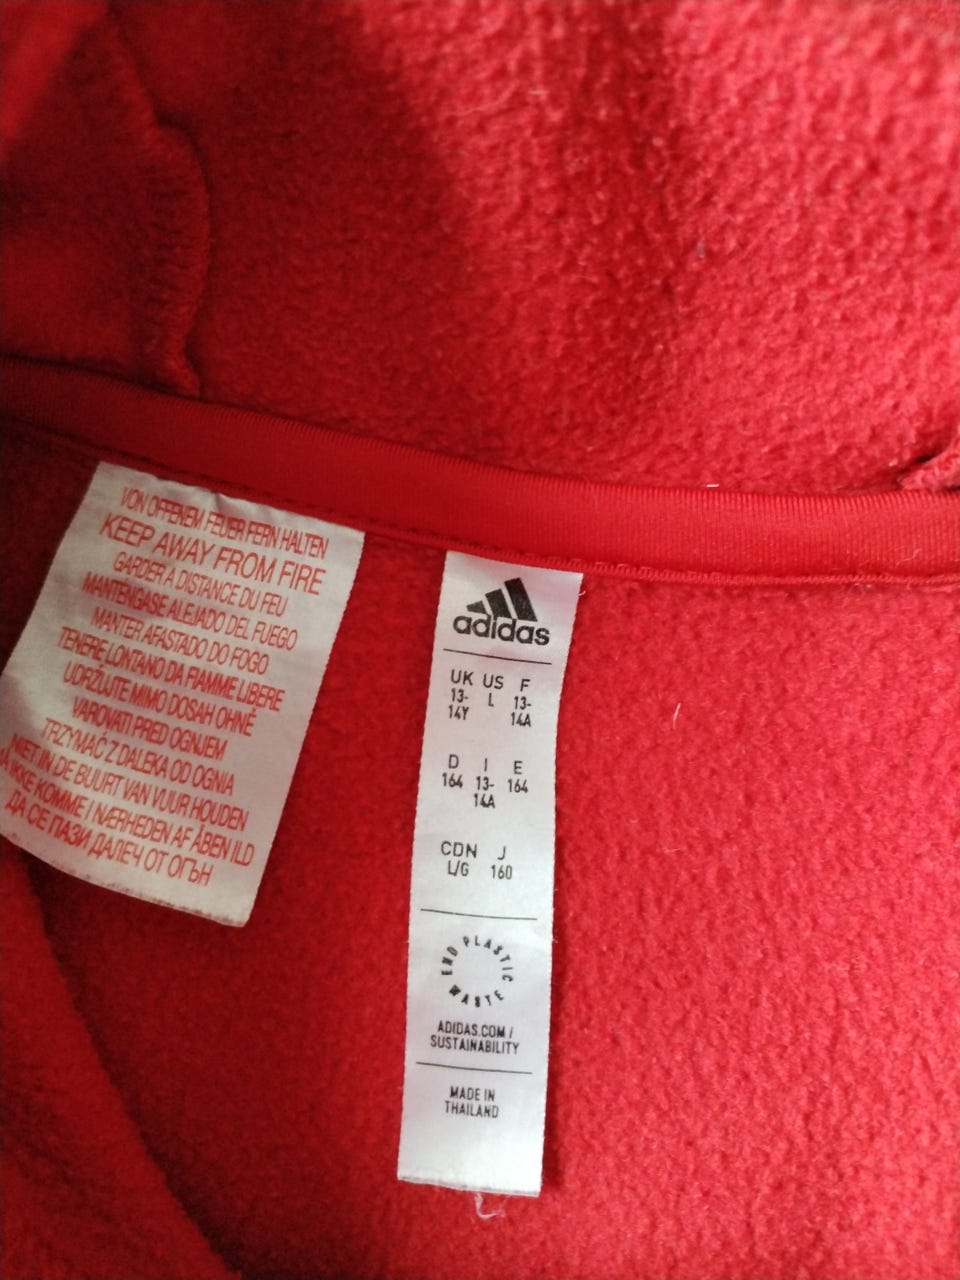 VON OFFENEM FEUER FERN HALTEN
KEEP AWAY FROM FIRE
GARDER A DISTANCE DU FEU
MANTENGASE ALEJADO DEL FUEGO
MANTER AFASTADO DO FOGO
TENERE LONTANO DA FIAMME LIBERE
UDRŽUJTE MIMO DOSAH OHNĚ
VAROVATI PRED OGNJEM
TRZYMAĆ Z DALEKA OD OGNIA
NIET IN DE BUURT VAN VUUR HOUDEN
IKKE KOMME I NÆRHEDEN AF ÅBEN ILD
ДА СЕ ПАЗИ ДАЛЕЧ ОТ ОГЪН
adidas
UK US F
13- L 13-
14Y 14A
D I E
164 13- 164
14A
CDN J
L/G 160
END PLASTIC WASTE
ADIDAS.COM /
SUSTAINABILITY
MADE IN
THAILAND